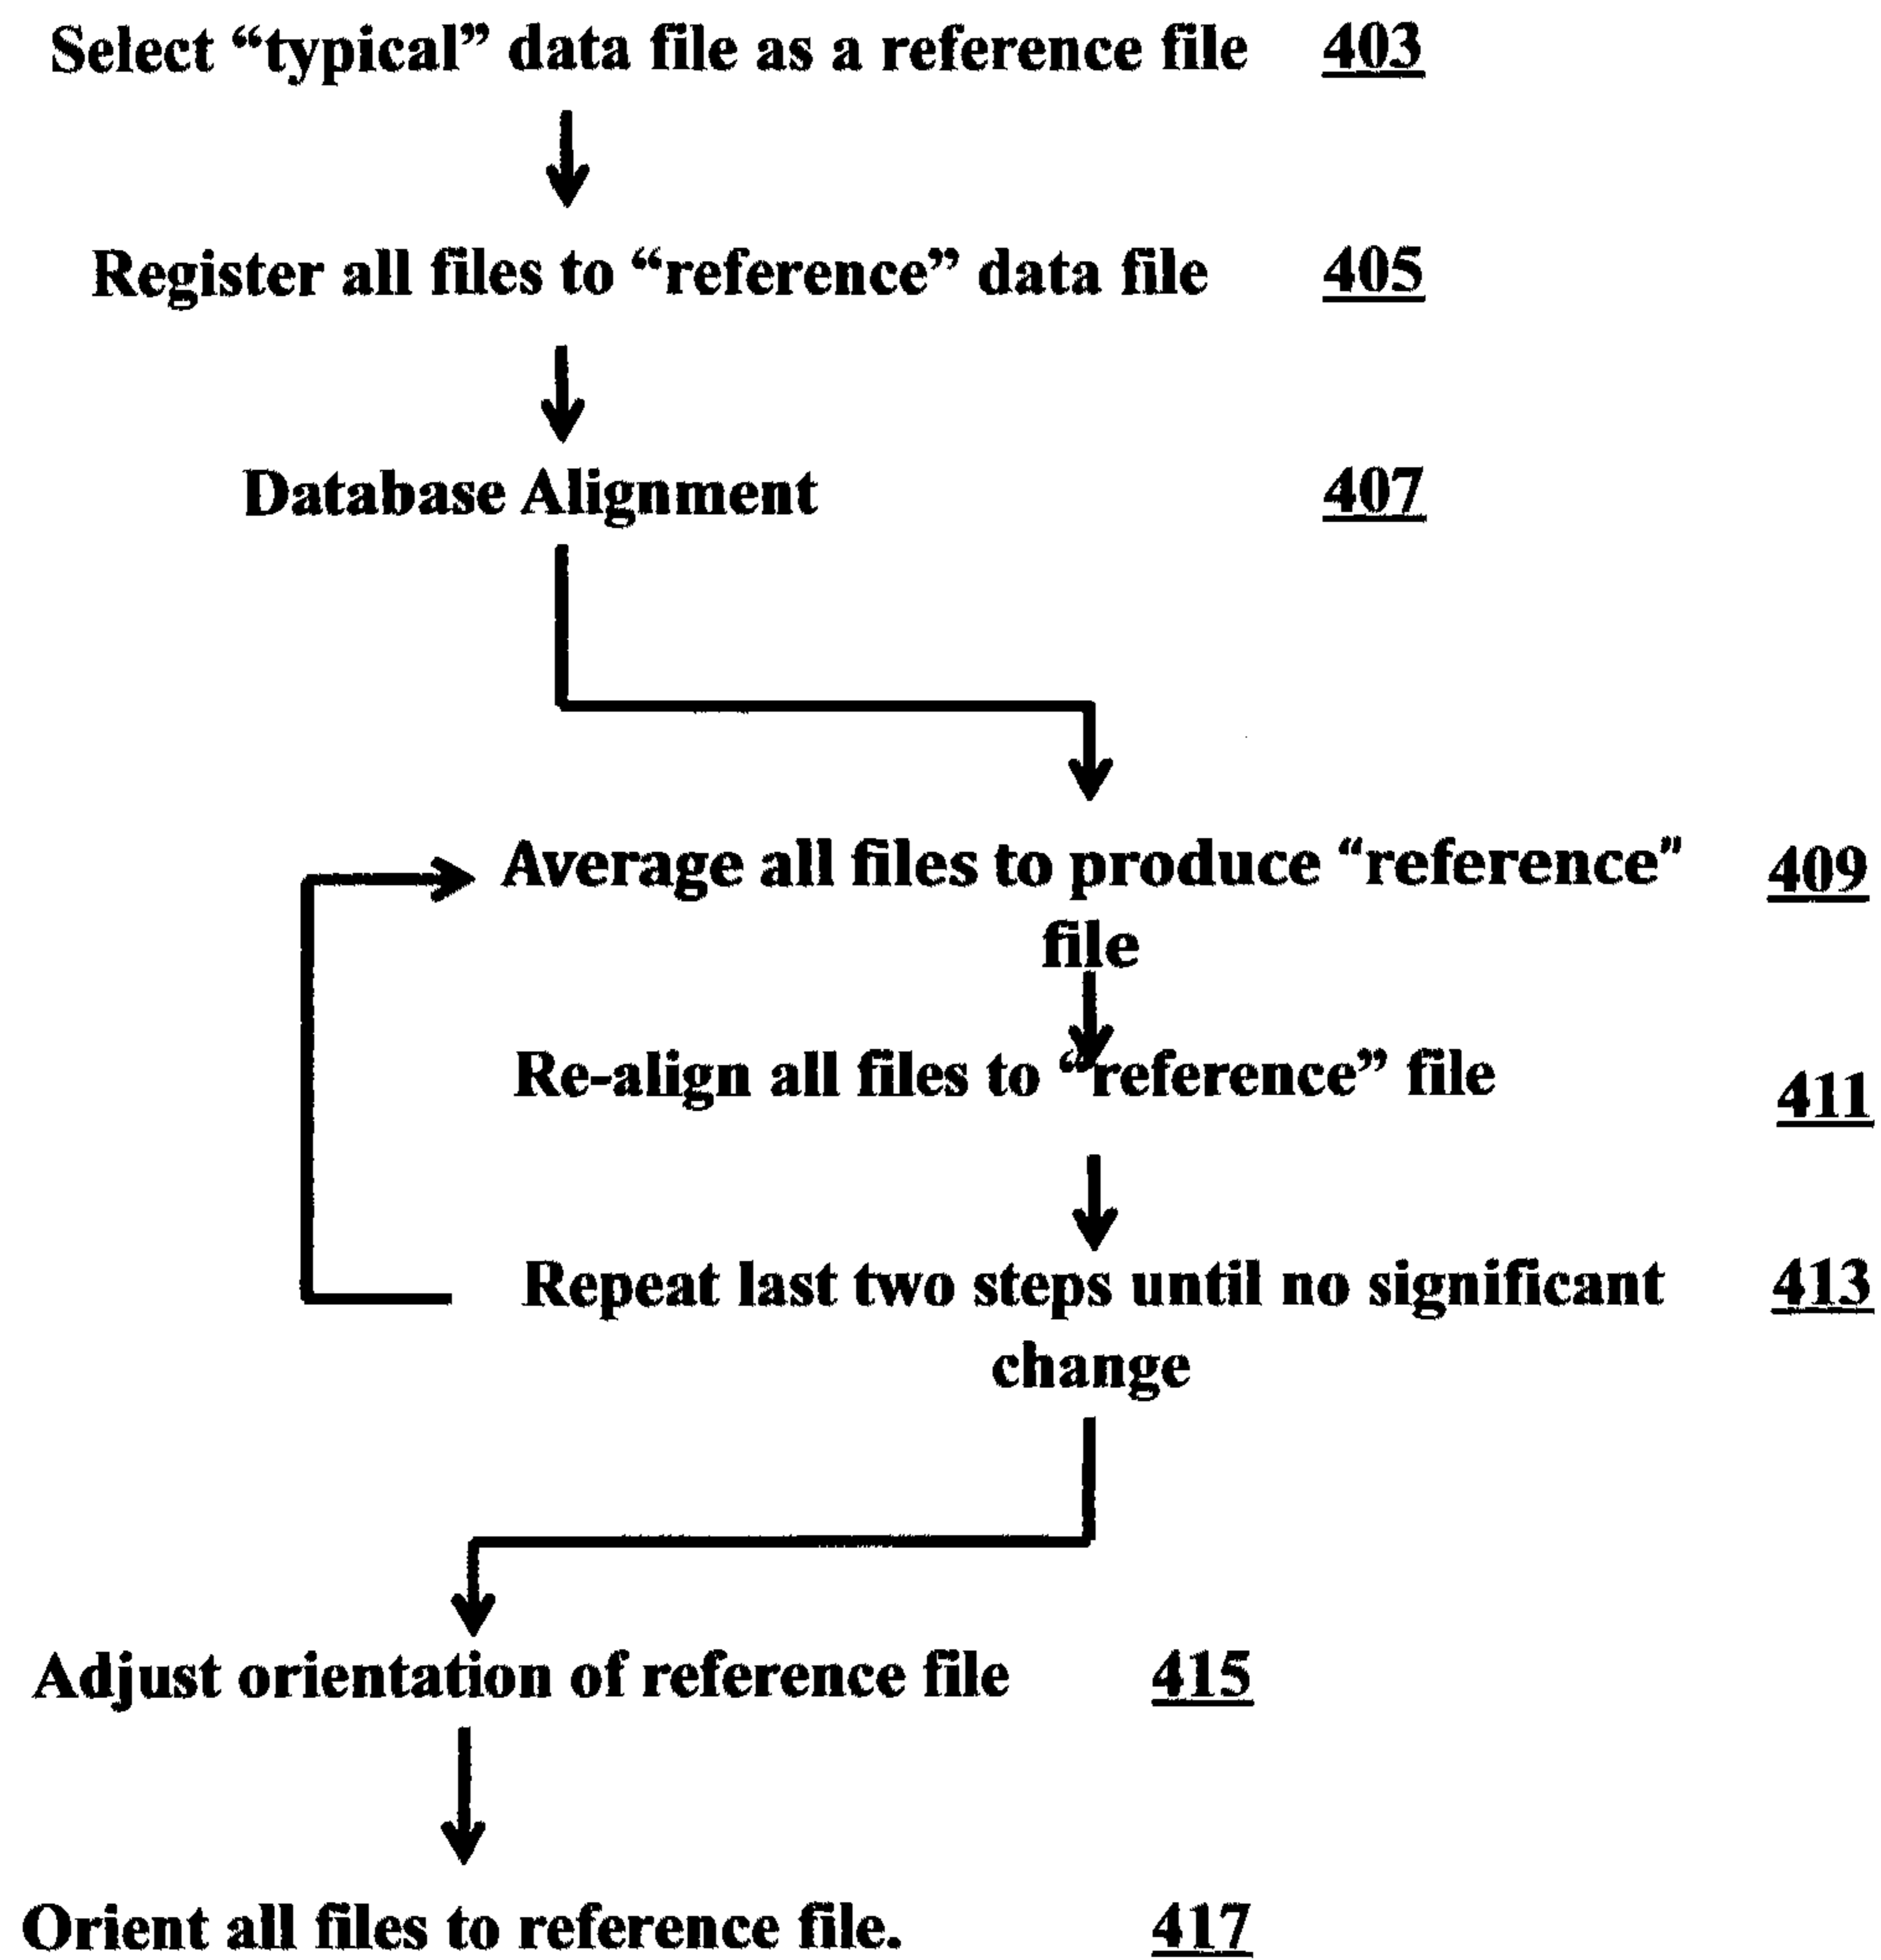 Select “typical” data file as a reference file 403
Register all files to “reference” data file 405
Database Alignment 407
Average all files to produce “reference” 409
file
Re-align all files to “reference” file 411
Repeat last two steps until no significant 413
change
Adjust orientation of reference file 415
Orient all files to reference file. 417